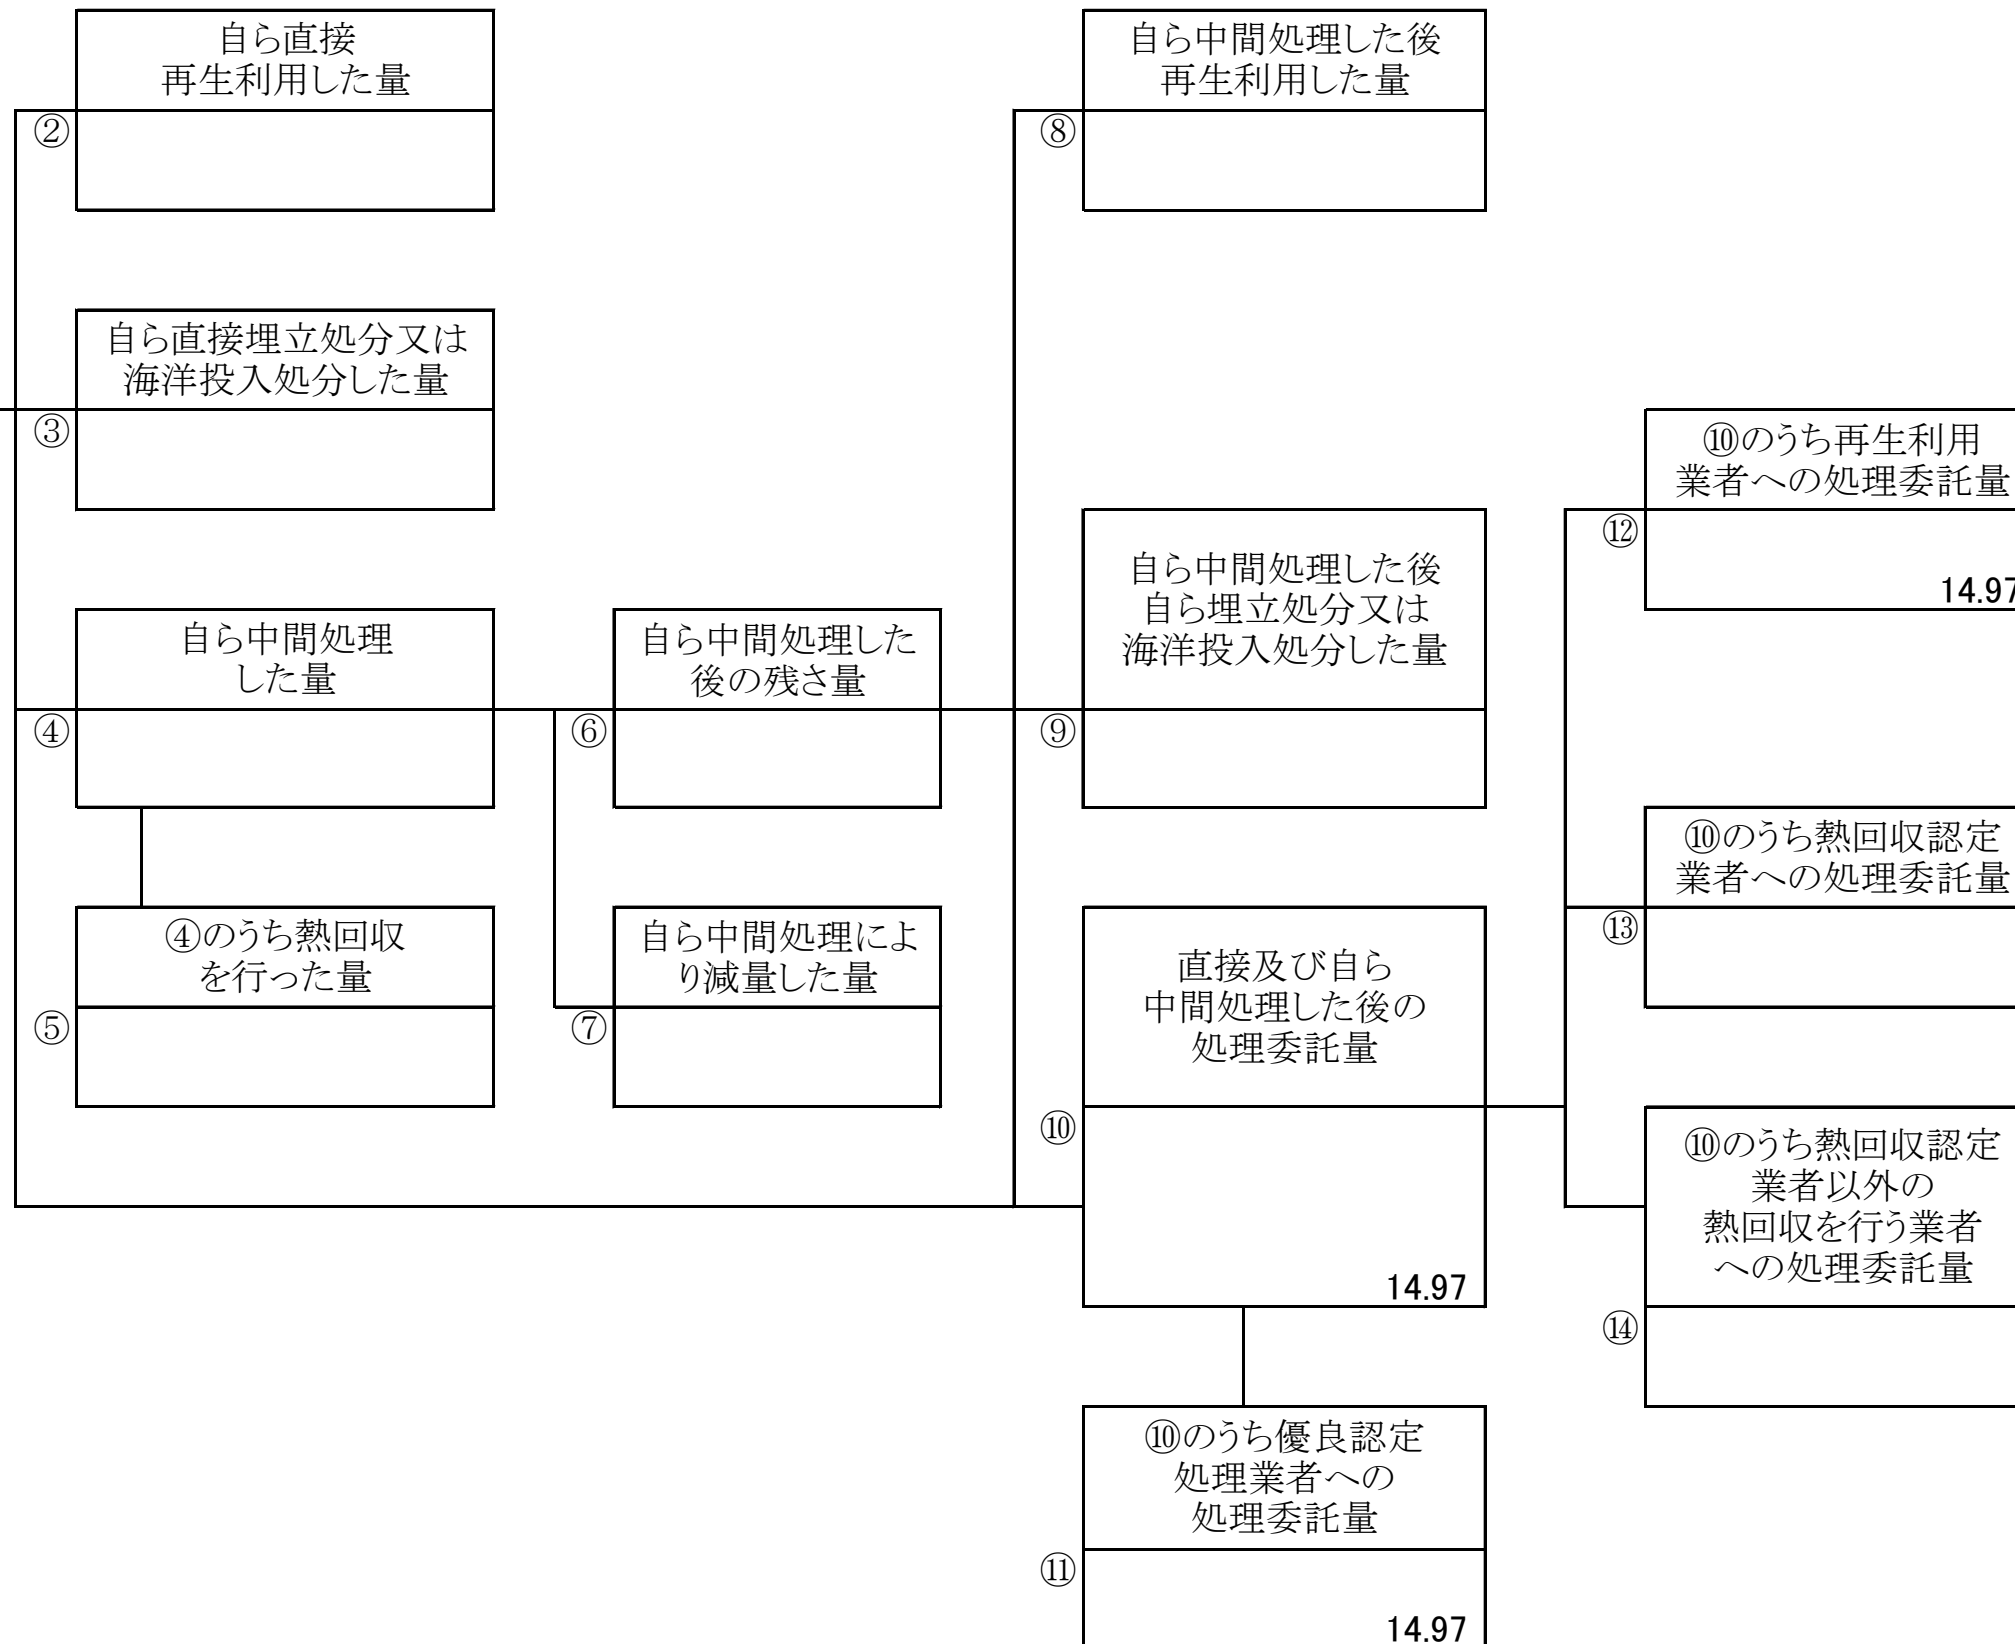 自ら直接
再生利用した量
②
自ら中間処理した後
再生利用した量
⑧
自ら直接埋立処分又は
海洋投入処分した量
③
⑩のうち再生利用
業者への処理委託量
⑫
14.97
自ら中間処理した後
自ら埋立処分又は
海洋投入処分した量
⑨
自ら中間処理
した量
④
自ら中間処理した
後の残さ量
⑥
⑩のうち熱回収認定
業者への処理委託量
⑬
④のうち熱回収
を行った量
⑤
自ら中間処理によ
り減量した量
⑦
直接及び自ら
中間処理した後の
処理委託量
⑩
14.97
⑩のうち熱回収認定
業者以外の
熱回収を行う業者
への処理委託量
⑭
⑩のうち優良認定
処理業者への
処理委託量
⑪
14.97